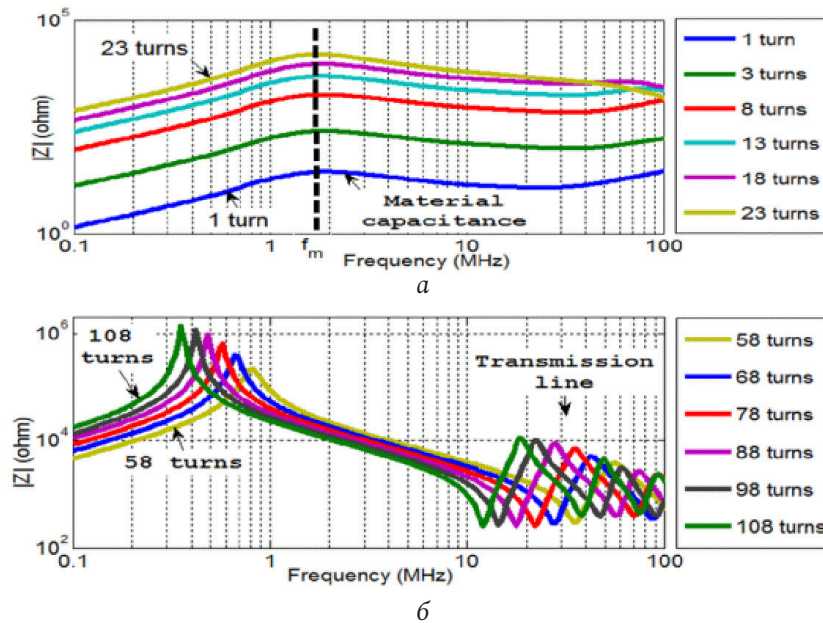 10^5
|Z| (ohm)
10^0
23 turns
1 turn
Material
capacitance
0.1
1
f_m
10
100
Frequency (MHz)
1 turn
3 turns
8 turns
13 turns
18 turns
23 turns
а
10^6
10^4
10^2
|Z| (ohm)
108
turns
58 turns
Transmission
line
0.1
1
10
100
Frequency (MHz)
58 turns
68 turns
78 turns
88 turns
98 turns
108 turns
б